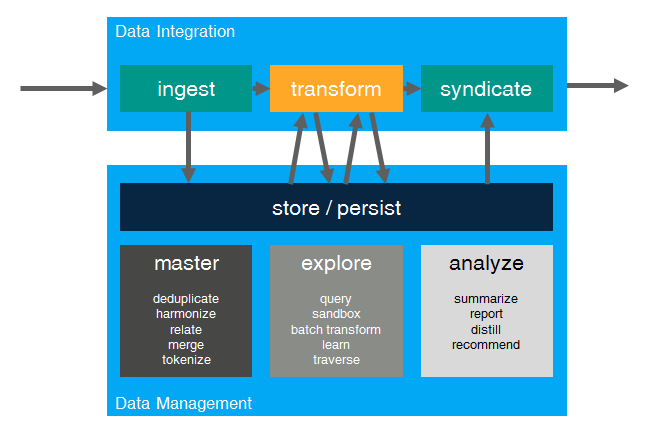 Data Integration
ingest
transform
syndicate
store / persist
master
deduplicate
harmonize
relate
merge
tokenize
explore
query
sandbox
batch transform
learn
traverse
analyze
summarize
report
distill
recommend
Data Management